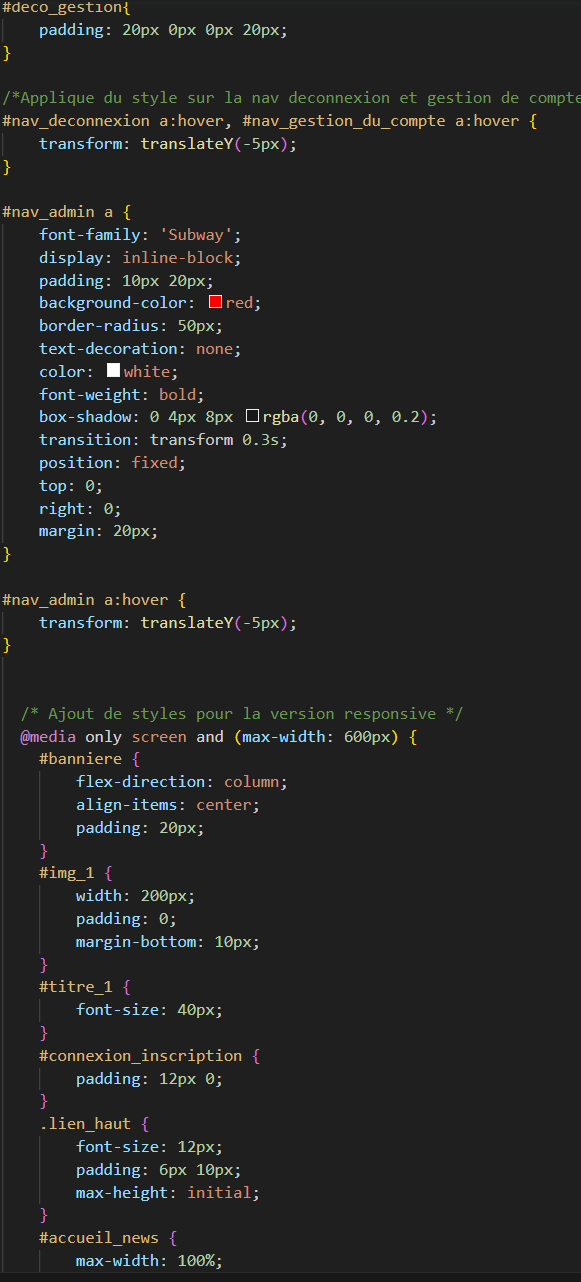 #deco_gestion{
    padding: 20px 0px 0px 20px;
}

/*Applique du style sur la nav deconnexion et gestion de compte
#nav_deconnexion a:hover, #nav_gestion_du_compte a:hover {
    transform: translateY(-5px);
}

#nav_admin a {
    font-family: 'Subway';
    display: inline-block;
    padding: 10px 20px;
    background-color: red;
    border-radius: 50px;
    text-decoration: none;
    color: white;
    font-weight: bold;
    box-shadow: 0 4px 8px rgba(0, 0, 0, 0.2);
    transition: transform 0.3s;
    position: fixed;
    top: 0;
    right: 0;
    margin: 20px;
}

#nav_admin a:hover {
    transform: translateY(-5px);
}


  /* Ajout de styles pour la version responsive */
  @media only screen and (max-width: 600px) {
    #banniere {
        flex-direction: column;
        align-items: center;
        padding: 20px;
    }
    #img_1 {
        width: 200px;
        padding: 0;
        margin-bottom: 10px;
    }
    #titre_1 {
        font-size: 40px;
    }
    #connexion_inscription {
        padding: 12px 0;
    }
    .lien_haut {
        font-size: 12px;
        padding: 6px 10px;
        max-height: initial;
    }
    #accueil_news {
        max-width: 100%;